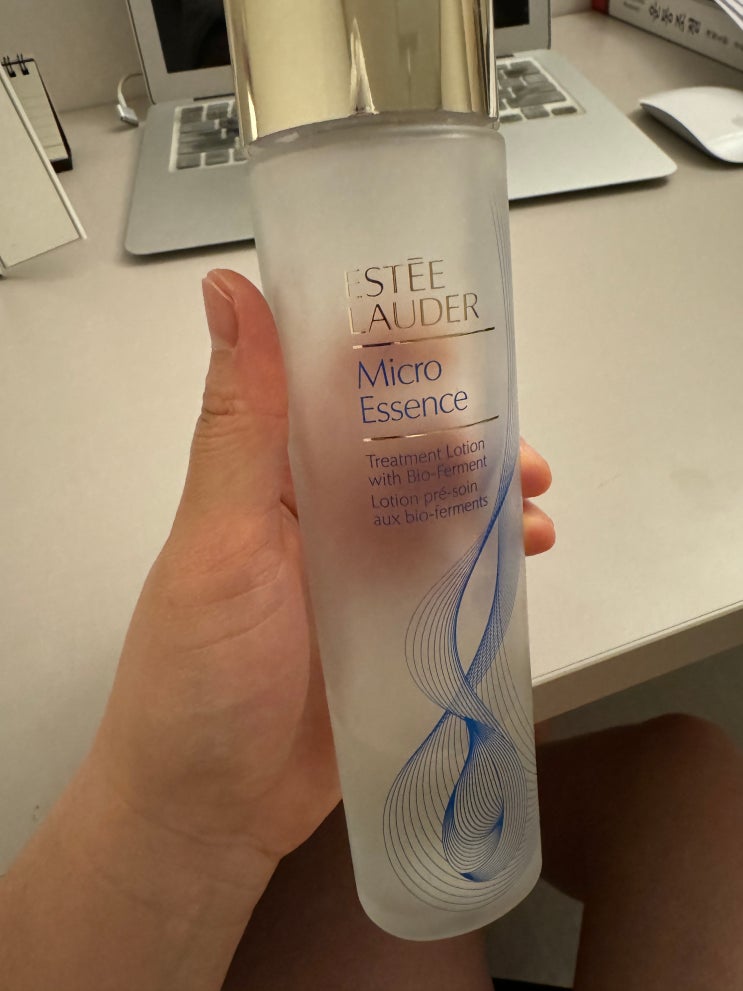 ESTĒE
LAUDER
Micro
Essence
Treatment Lotion
with Bio-Ferment
Lotion pré-soin
aux bio-ferments